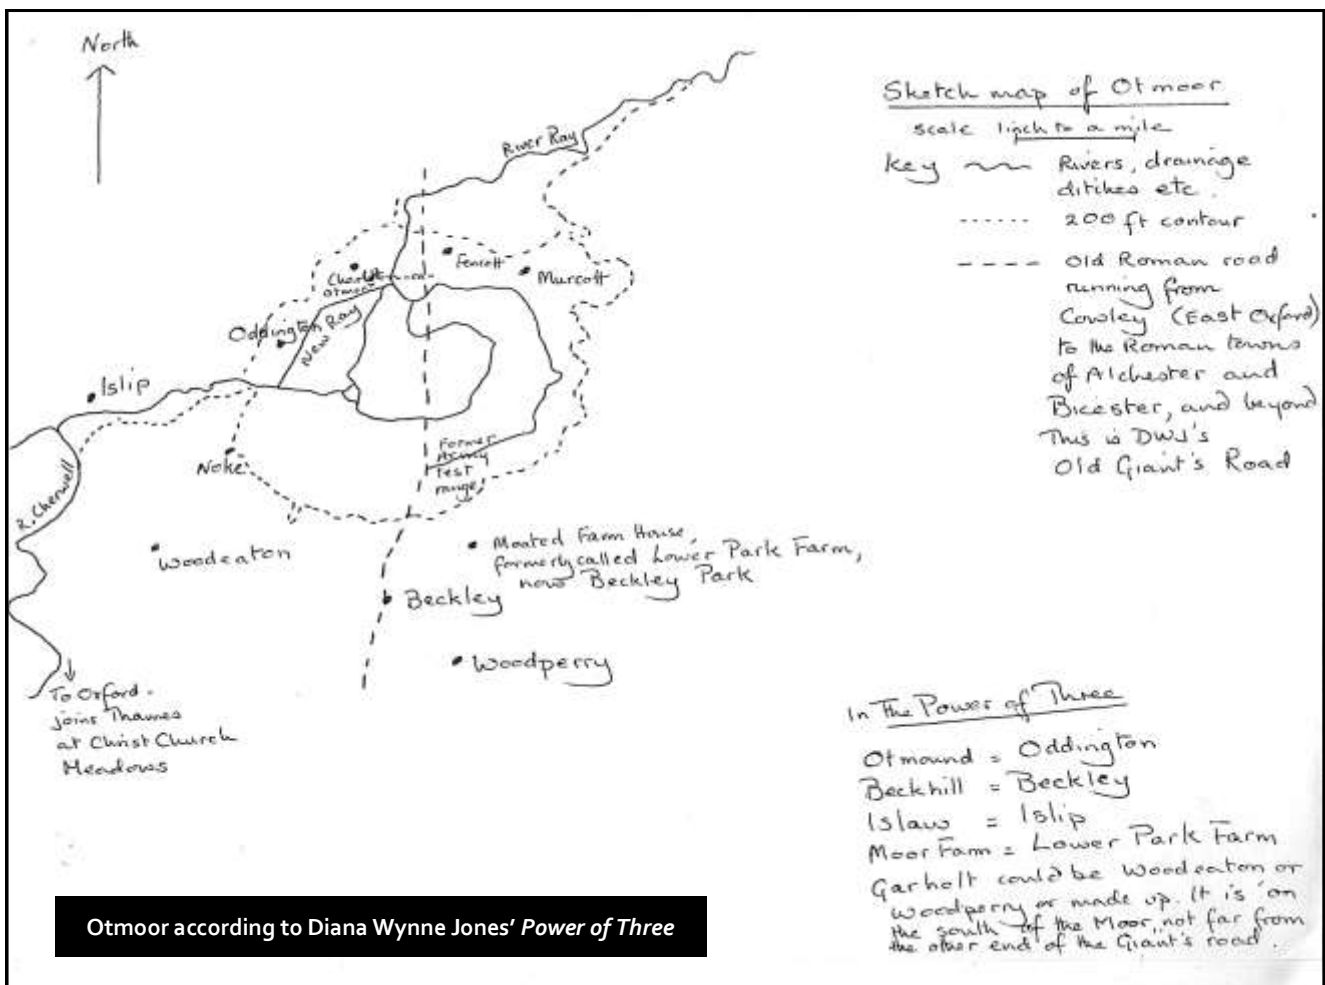 North
River Ray
Fencott
Murcott
Otmoor
Oddington
New Ray
Islip
Noke
R. Cherwell
Former
Army
Test
range
Woodeaton
Moated Farm House,
formerly called Lower Park Farm,
now Beckley Park
Beckley
Woodperry
To Oxford -
joins Thames
at Christ Church
Meadows
Sketch map of Otmoor
scale 1 inch to a mile
Key
Rivers, drainage
ditches etc.
200 ft contour
Old Roman road
running from
Cowley (East Oxford)
to the Roman towns
of Alchester and
Bicester, and beyond
This is DWJ's
Old Giant's Road
In The Power of Three
Otmound = Oddington
Beckhill = Beckley
Islaw = Islip
Moor Farm = Lower Park Farm
Garholt could be Woodeaton or
Woodperry or made up. It is 'on
the south of the Moor, not far from
the other end of the Giant's road.
Otmoor according to Diana Wynne Jones' Power of Three